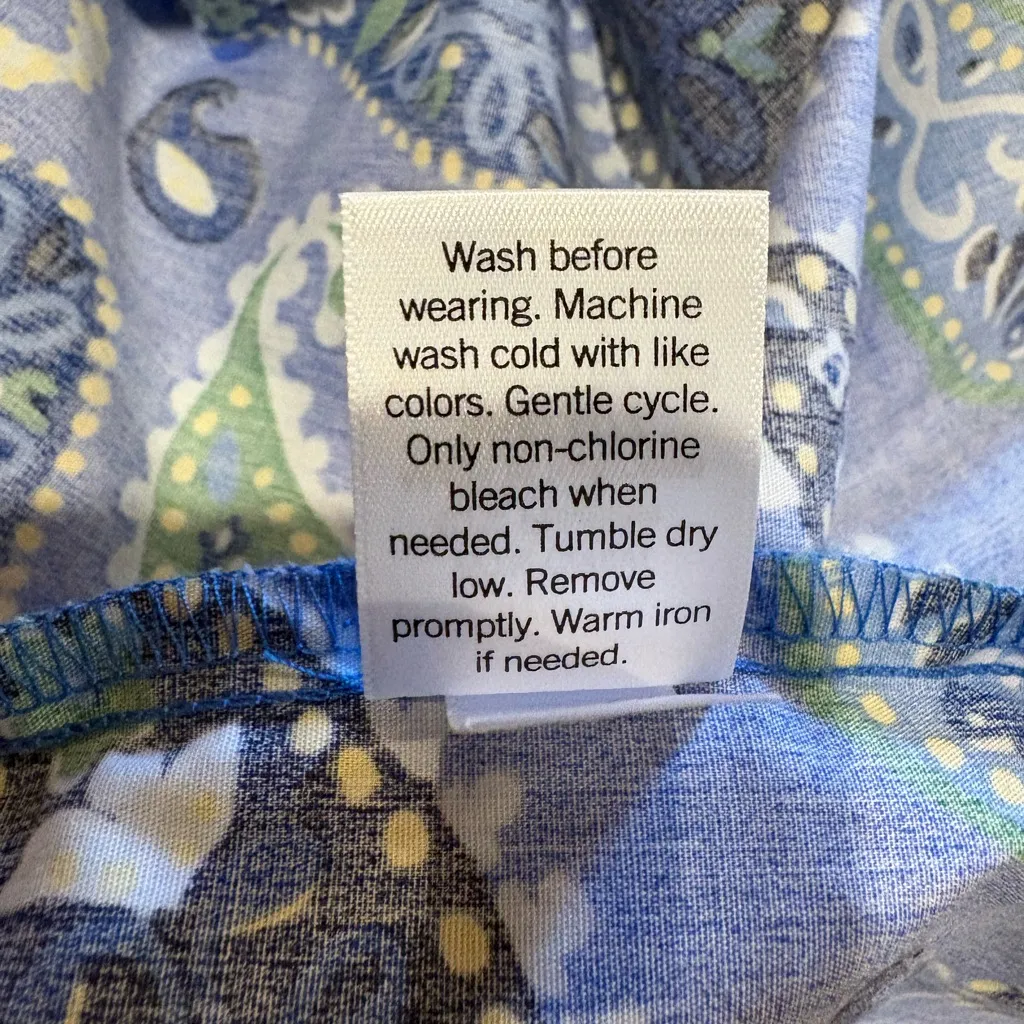 Wash before
wearing. Machine
wash cold with like
colors. Gentle cycle.
Only non-chlorine
bleach when
needed. Tumble dry
low. Remove
promptly. Warm iron
if needed.